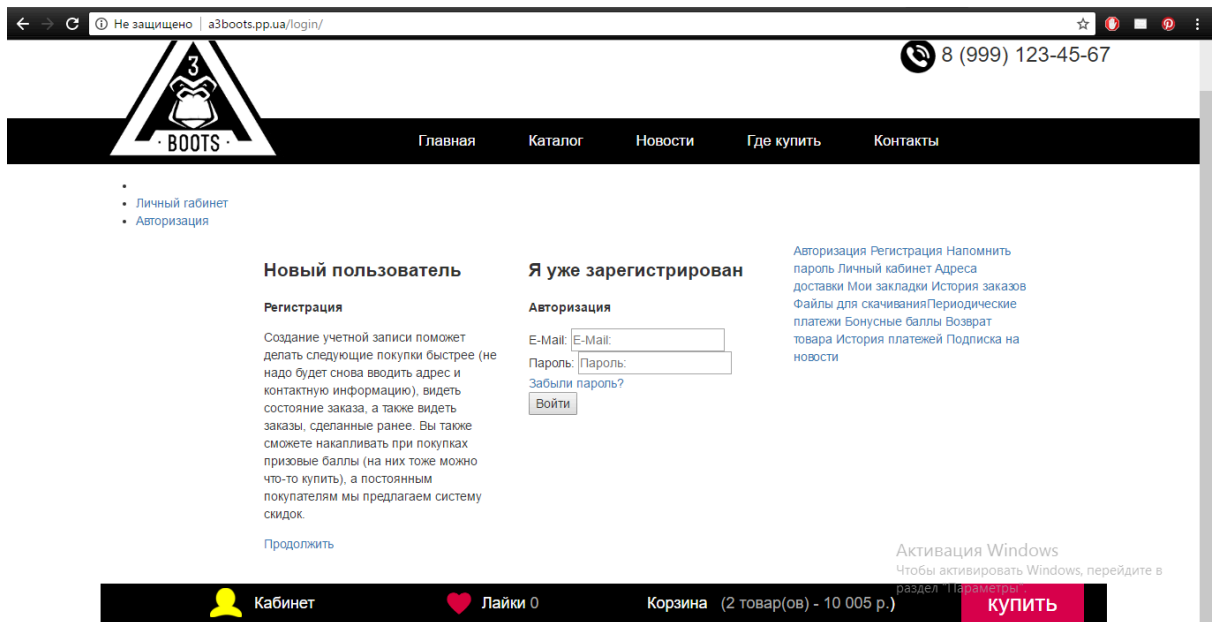 Не защищено | a3boots.pp.ua/login/
3
· BOOTS ·
8 (999) 123-45-67
Главная Каталог Новости Где купить Контакты
Личный габинет
Авторизация
Новый пользователь
Регистрация
Создание учетной записи поможет
делать следующие покупки быстрее (не
надо будет снова вводить адрес и
контактную информацию), видеть
состояние заказа, а также видеть
заказы, сделанные ранее. Вы также
сможете накапливать при покупках
призовые баллы (на них тоже можно
что-то купить), а постоянным
покупателям мы предлагаем систему
скидок.
Продолжить
Я уже зарегистрирован
Авторизация
E-Mail: E-Mail:
Пароль: Пароль:
Забыли пароль?
Войти
Авторизация Регистрация Напомнить
пароль Личный кабинет Адреса
доставки Мои закладки История заказов
Файлы для скачиванияПериодические
платежи Бонусные баллы Возврат
товара История платежей Подписка на
новости
Активация Windows
Чтобы активировать Windows, перейдите в
раздел "Параметры".
Кабинет Лайки 0 Корзина (2 товар(ов) - 10 005 р.) купить